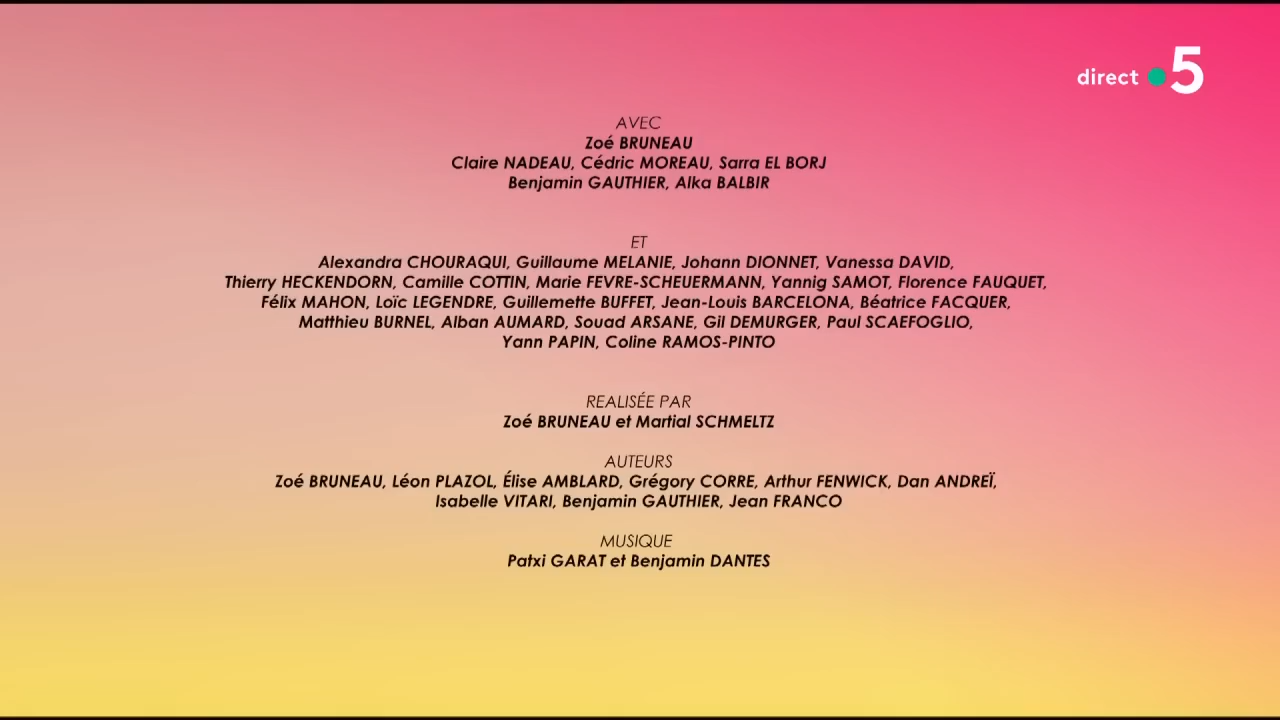 direct 5
AVEC
Zoé BRUNEAU
Claire NADEAU, Cédric MOREAU, Sarra EL BORJ
Benjamin GAUTHIER, Alka BALBIR
ET
Alexandra CHOURAQUI, Guillaume MELANIE, Johann DIONNET, Vanessa DAVID,
Thierry HECKENDORN, Camille COTTIN, Marie FEVRE-SCHEUERMANN, Yannig SAMOT, Florence FAUQUET,
Félix MAHON, Loïc LEGENDRE, Guillemette BUFFET, Jean-Louis BARCELONA, Béatrice FACQUER,
Matthieu BURNEL, Alban AUMARD, Souad ARSANE, Gil DEMURGER, Paul SCAEFOGLIO,
Yann PAPIN, Coline RAMOS-PINTO
REALISÉE PAR
Zoé BRUNEAU et Martial SCHMELTZ
AUTEURS
Zoé BRUNEAU, Léon PLAZOL, Élise AMBLARD, Grégory CORRE, Arthur FENWICK, Dan ANDREÏ,
Isabelle VITARI, Benjamin GAUTHIER, Jean FRANCO
MUSIQUE
Patxi GARAT et Benjamin DANTES